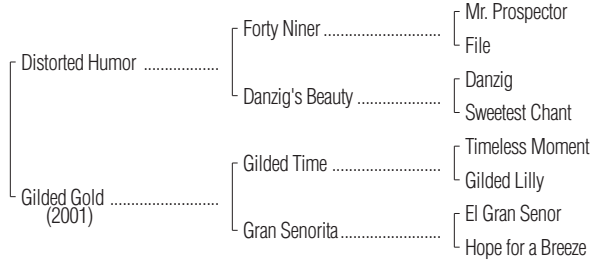 Mr. Prospector
Forty Niner ........................
File
Distorted Humor ..................
Danzig
Danzig's Beauty .................
Sweetest Chant
Timeless Moment
Gilded Time ......................
Gilded Lilly
Gilded Gold .......................
(2001)
El Gran Senor
Gran Senorita.....................
Hope for a Breeze